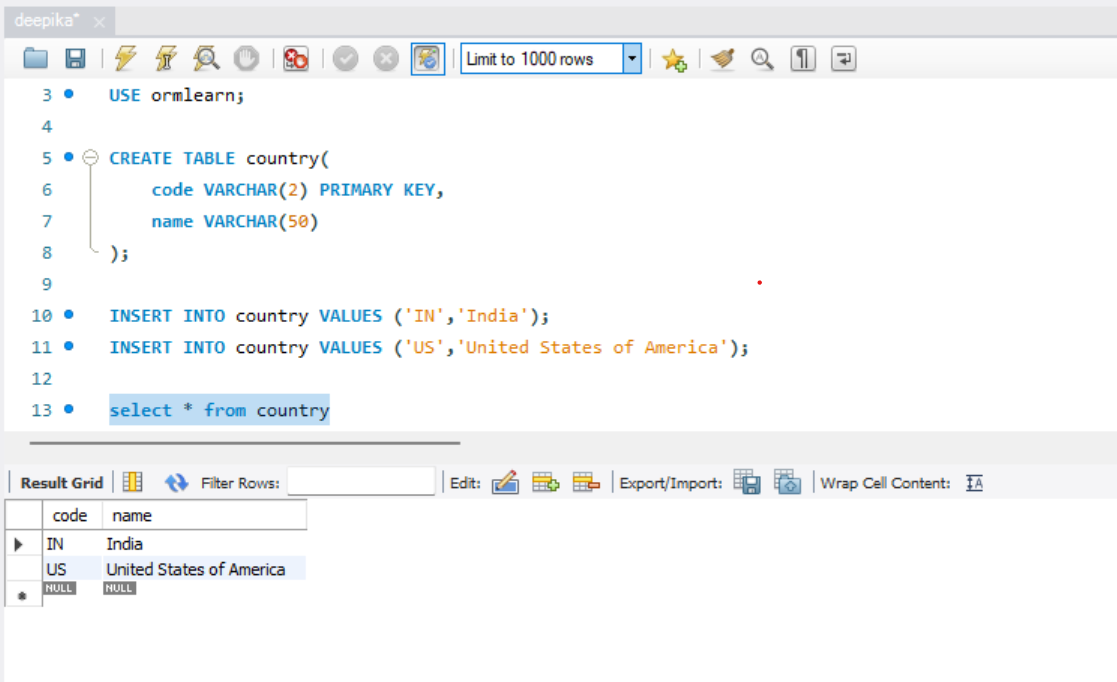 deepika*
Limit to 1000 rows
3 USE ormlearn;
4
5 CREATE TABLE country(
6 code VARCHAR(2) PRIMARY KEY,
7 name VARCHAR(50)
8 );
9
10 INSERT INTO country VALUES ('IN','India');
11 INSERT INTO country VALUES ('US','United States of America');
12
13 select * from country
Result Grid Filter Rows: Edit: Export/Import: Wrap Cell Content:
code name
IN India
US United States of America
NULL NULL